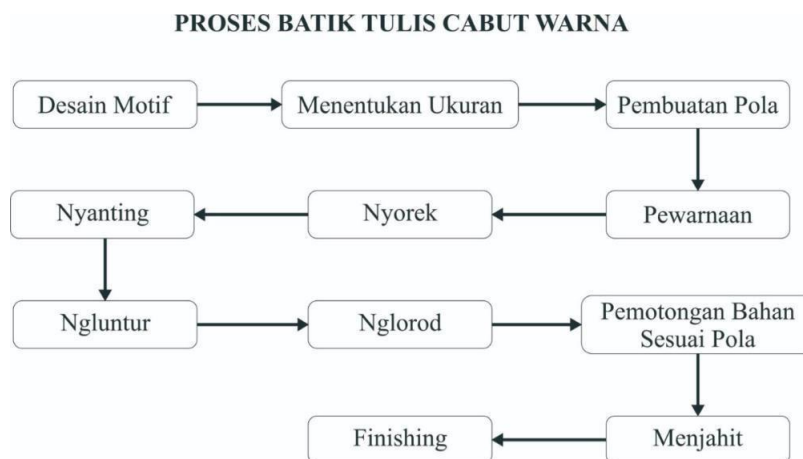 PROSES BATIK TULIS CABUT WARNA
Desain Motif
Menentukan Ukuran
Pembuatan Pola
Pewarnaan
Nyorek
Nyanting
Ngluntur
Nglorod
Pemotongan Bahan
Sesuai Pola
Menjahit
Finishing